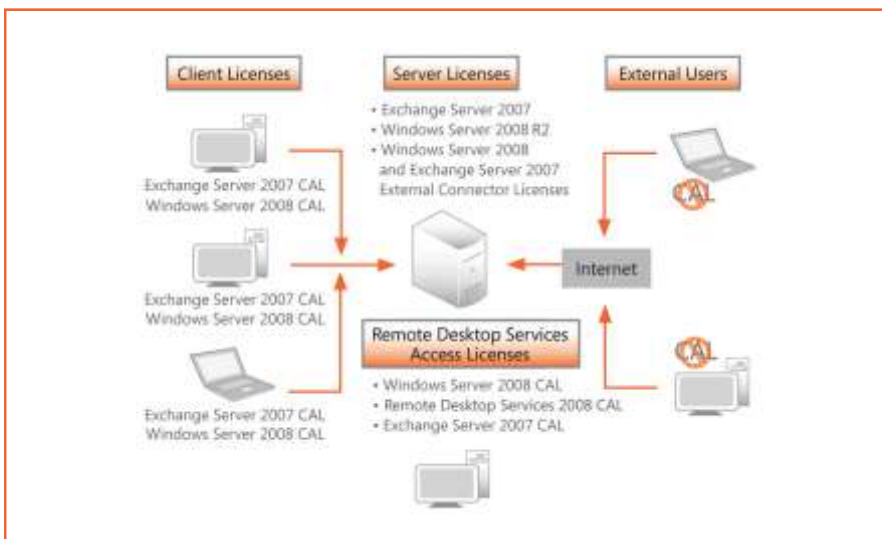 Client Licenses
Server Licenses
External Users
• Exchange Server 2007
• Windows Server 2008 R2
• Windows Server 2008
and Exchange Server 2007
External Connector Licenses
Exchange Server 2007 CAL
Windows Server 2008 CAL
CAL
Exchange Server 2007 CAL
Windows Server 2008 CAL
Internet
Remote Desktop Services
Access Licenses
• Windows Server 2008 CAL
• Remote Desktop Services 2008 CAL
• Exchange Server 2007 CAL
Exchange Server 2007 CAL
Windows Server 2008 CAL
CAL